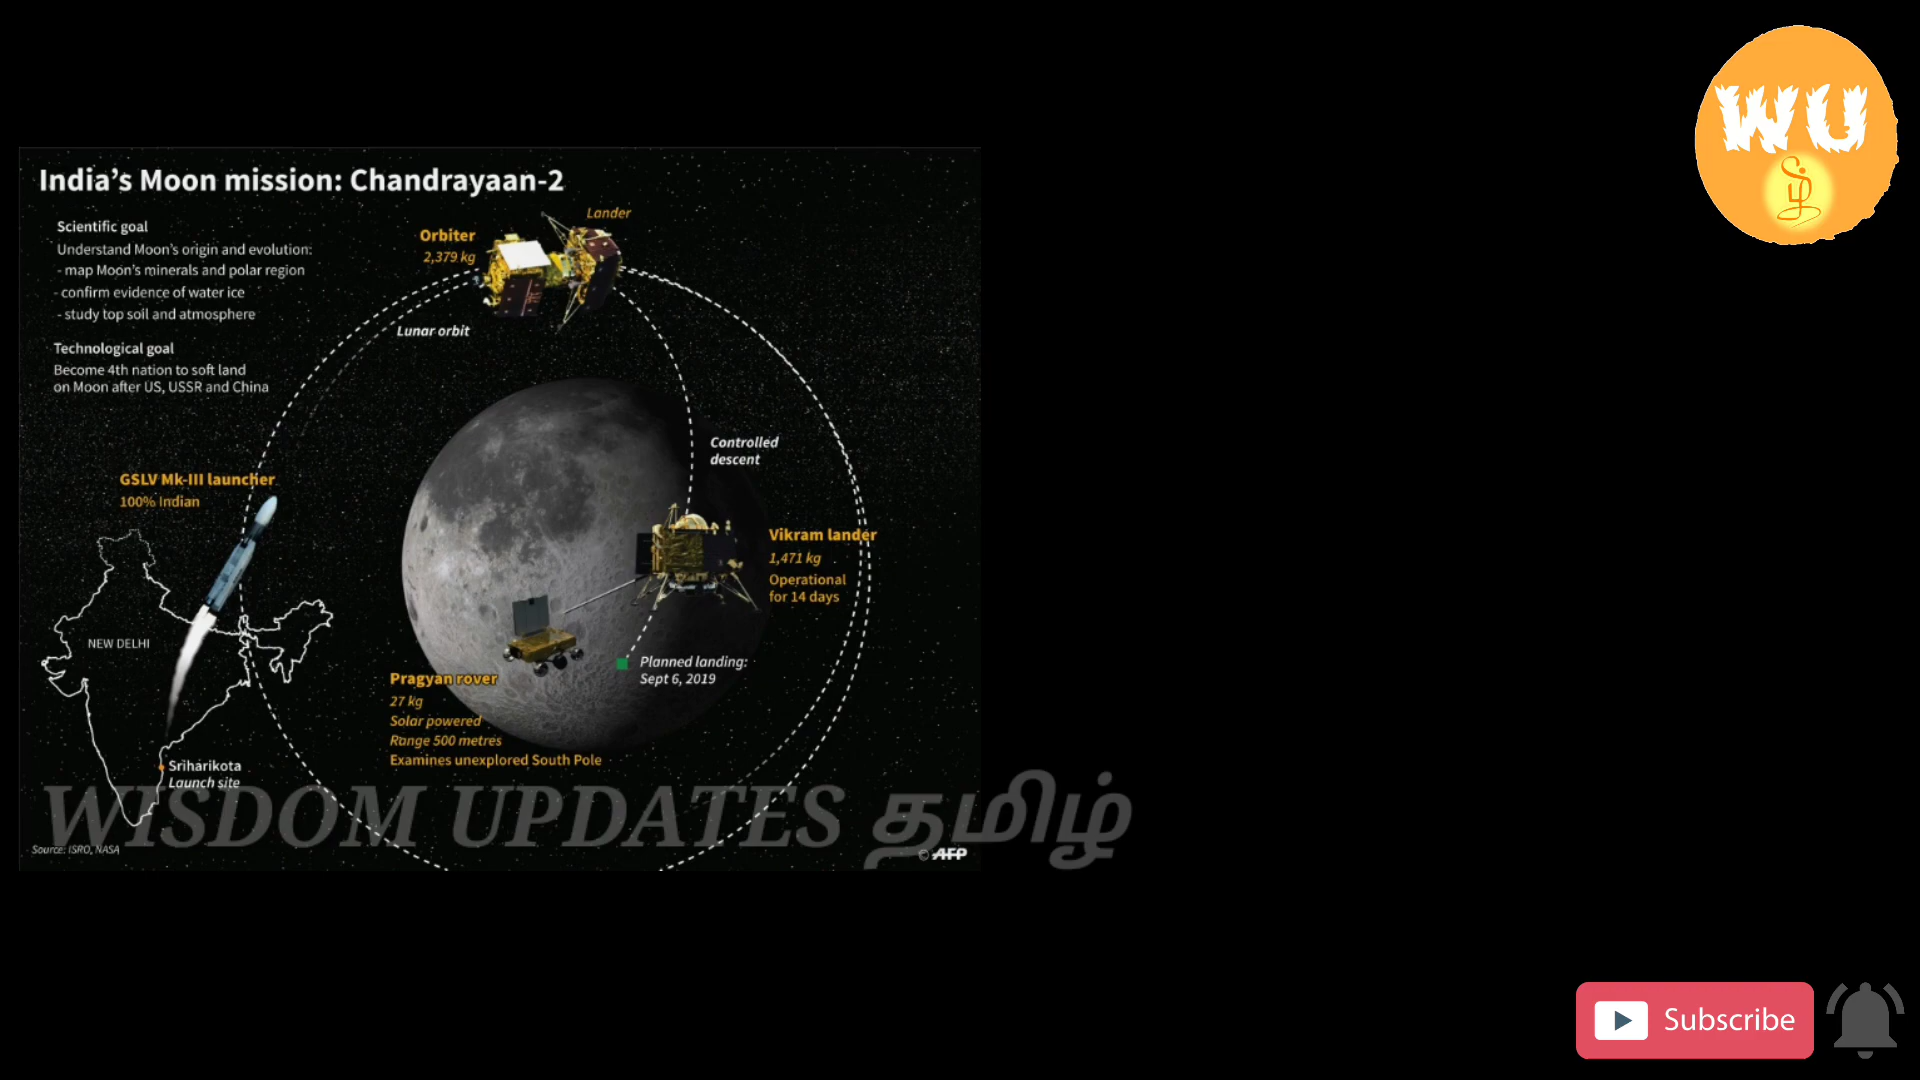 WU
ழி
India's Moon mission: Chandrayaan-2
Scientific goal
Understand Moon's origin and evolution:
- map Moon's minerals and polar region
- confirm evidence of water ice
- study top soil and atmosphere
Technological goal
Become 4th nation to soft land
on Moon after US, USSR and China
Orbiter
2,379 kg
Lander
Lunar orbit
Controlled
descent
GSLV Mk-III launcher
100% Indian
Vikram lander
1,471 kg
Operational
for 14 days
NEW DELHI
Planned landing:
Sept 6, 2019
Pragyan rover
27 kg
Solar powered
Range 500 metres
Examines unexplored South Pole
Sriharikota
Launch site
WISDOM UPDATES தமிழ்
Source: ISRO, NASA
© AFP
Subscribe